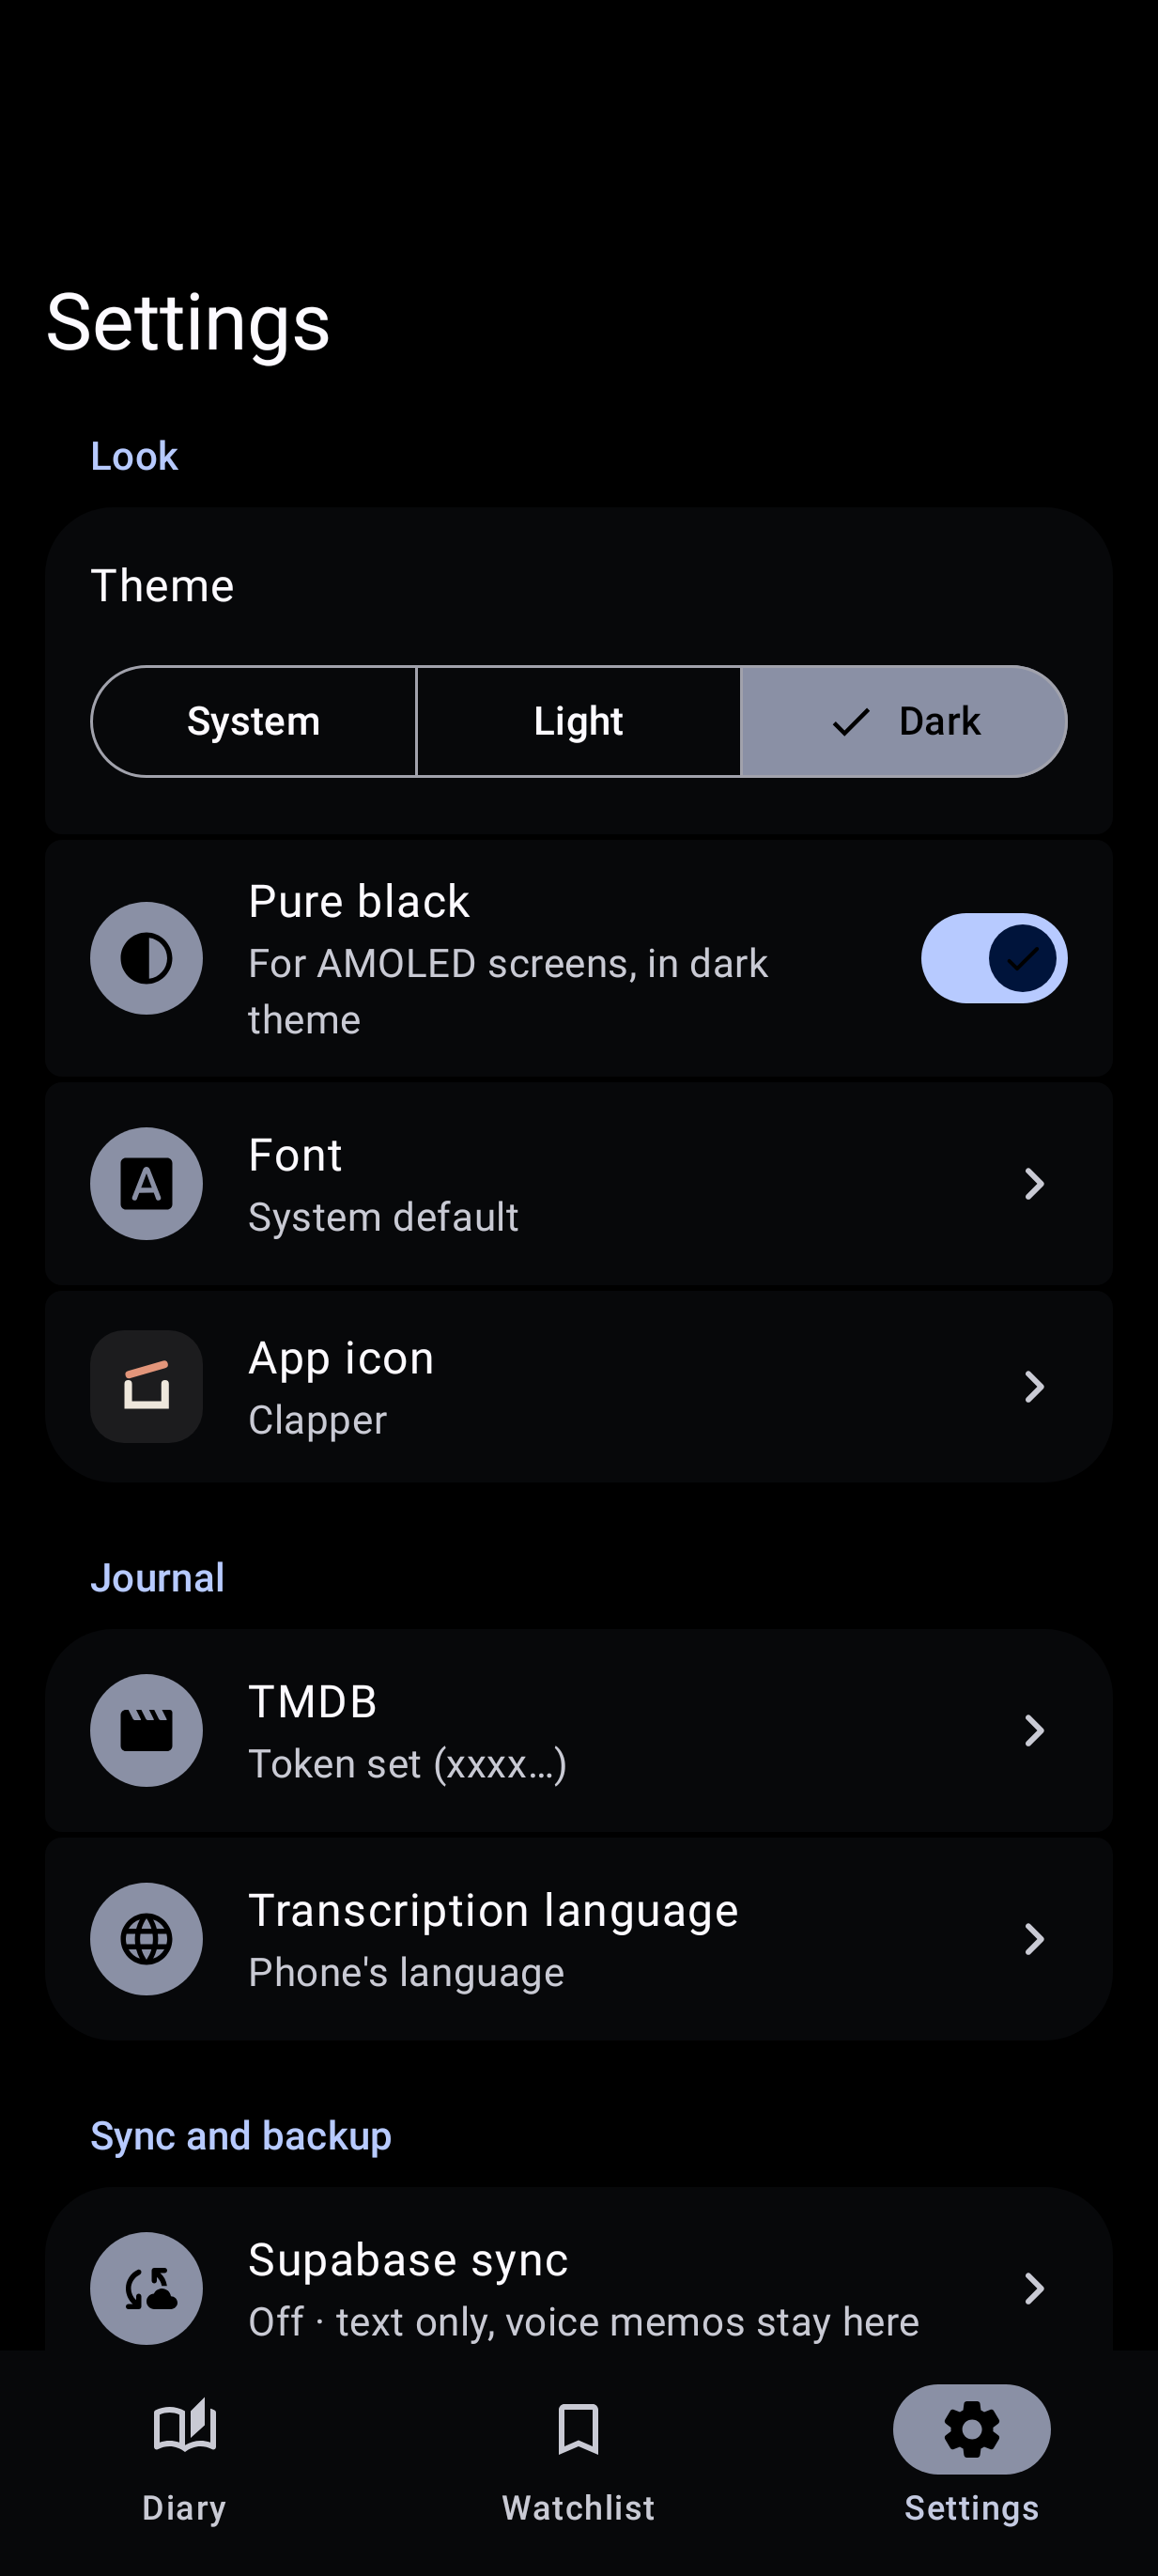 Settings
Look
Theme
System
Light
Dark
Pure black
For AMOLED screens, in dark
theme
Font
System default
App icon
Clapper
Journal
TMDB
Token set (xxxx…)
Transcription language
Phone's language
Sync and backup
Supabase sync
Off · text only, voice memos stay here
Diary
Watchlist
Settings